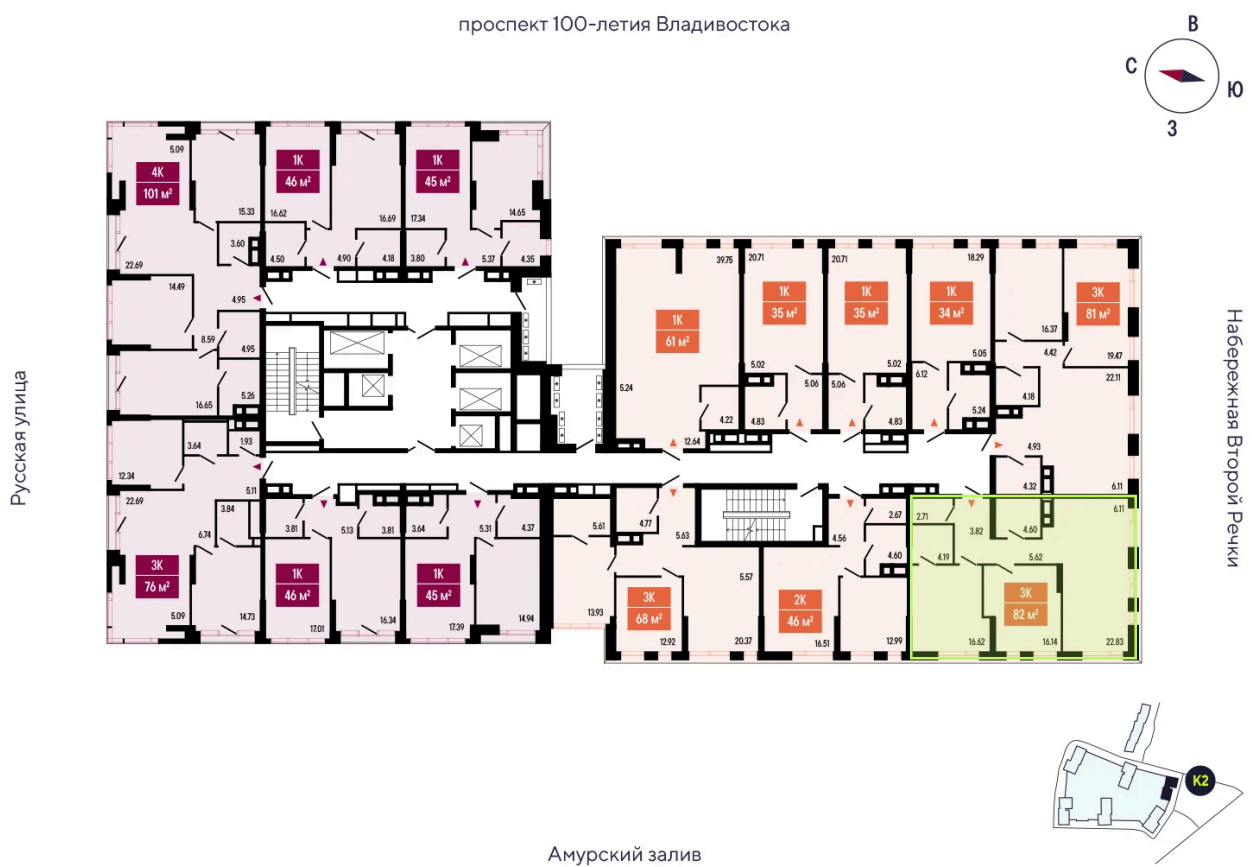 проспект 100-летия Владивостока
В
С
Ю
З
Русская улица
Набережная Второй Речки
4К
101 м²
5.09
15.33
3.60
22.69
14.49
4.95
8.59
4.95
16.65
5.26
1К
46 м²
16.62
16.69
4.50
4.90
4.18
1К
45 м²
17.34
14.65
3.80
5.37
4.35
39.75
1К
61 м²
5.24
4.22
12.64
20.71
1К
35 м²
5.02
5.06
4.83
20.71
1К
35 м²
5.02
5.06
4.83
18.29
1К
34 м²
5.05
6.12
5.24
3К
81 м²
16.37
19.47
4.42
22.11
4.18
4.93
4.32
6.11
3.64
1.93
12.34
22.69
5.11
3.84
6.74
3К
76 м²
5.09
14.73
3.81
5.13
3.81
1К
46 м²
17.01
16.34
3.64
5.31
4.37
1К
45 м²
17.39
14.94
5.61
4.77
5.63
5.57
3К
68 м²
13.93
12.92
20.37
2.67
4.56
4.60
2К
46 м²
16.51
12.99
2.71
3.82
4.60
6.11
4.19
5.62
3К
82 м²
16.62
16.14
22.83
К2
Амурский залив